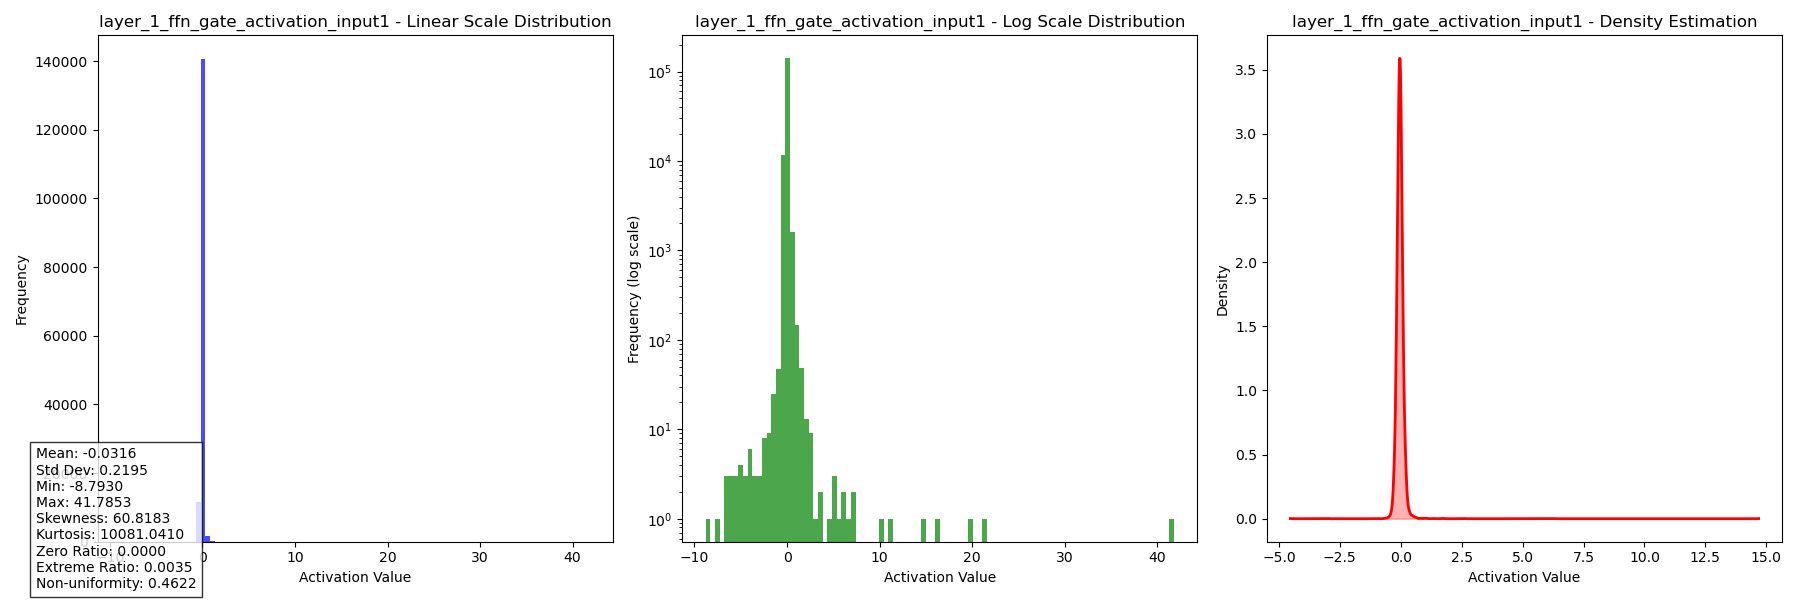 layer_1_ffn_gate_activation_input1 - Linear Scale Distribution
140000
120000
100000
80000
60000
40000
Frequency
0
10
20
30
40
Activation Value
Mean: -0.0316
Std Dev: 0.2195
Min: -8.7930
Max: 41.7853
Skewness: 60.8183
Kurtosis: 10081.0410
Zero Ratio: 0.0000
Extreme Ratio: 0.0035
Non-uniformity: 0.4622
layer_1_ffn_gate_activation_input1 - Log Scale Distribution
10^5
10^4
10^3
10^2
10^1
10^0
Frequency (log scale)
−10
0
10
20
30
40
Activation Value
layer_1_ffn_gate_activation_input1 - Density Estimation
3.5
3.0
2.5
2.0
1.5
1.0
0.5
0.0
Density
−5.0
−2.5
0.0
2.5
5.0
7.5
10.0
12.5
15.0
Activation Value